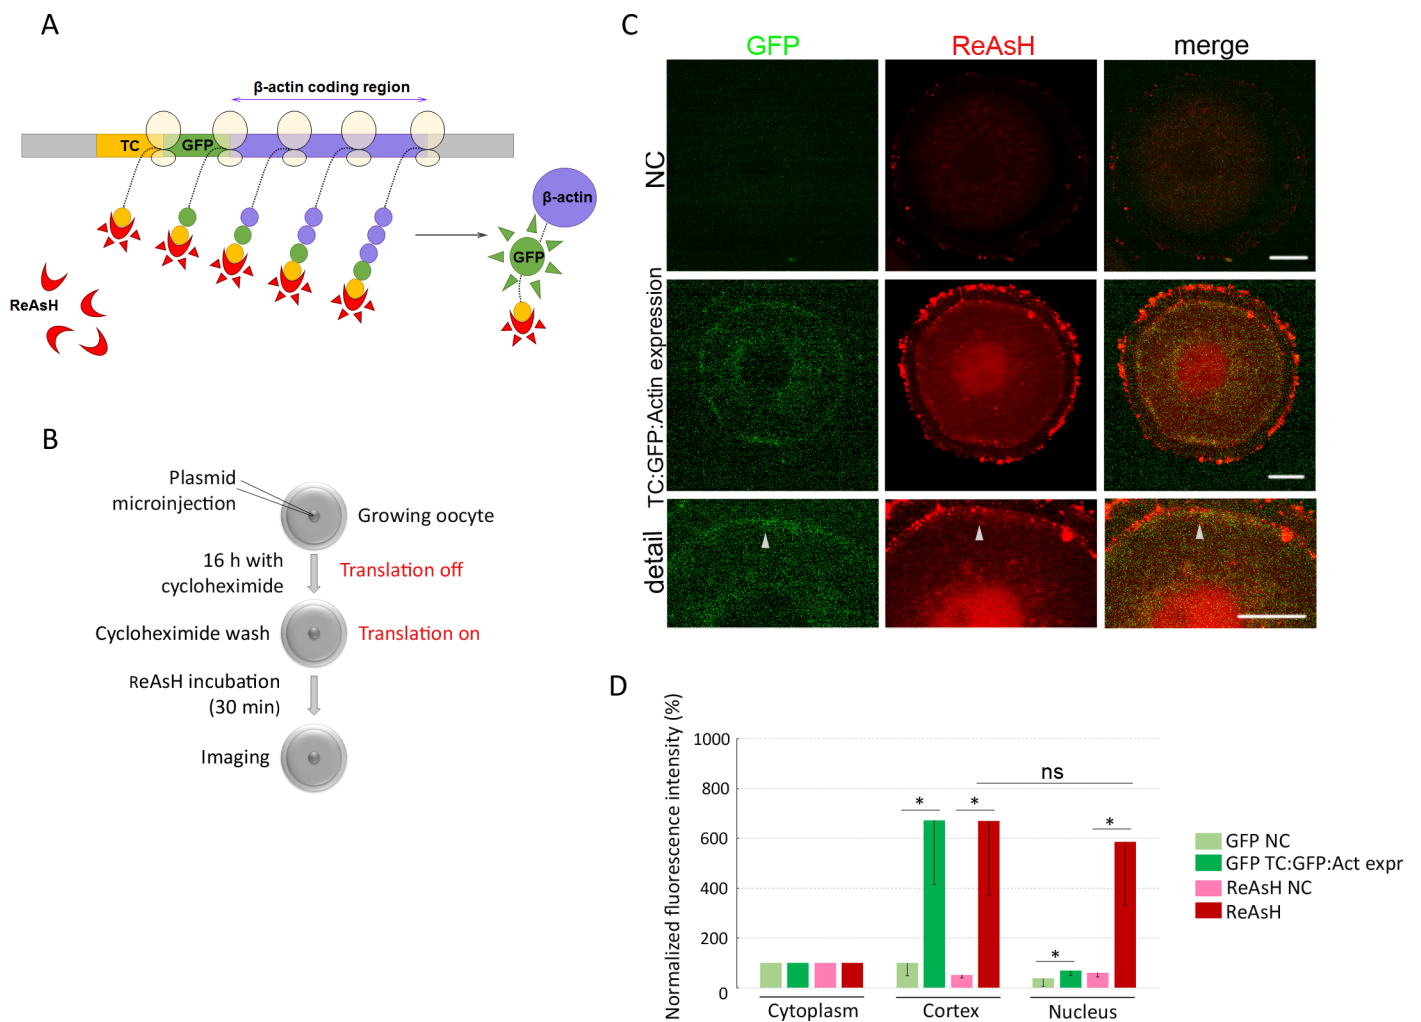 A
β-actin coding region
TC
GFP
β-actin
GFP
ReAsH
B
Plasmid
microinjection
Growing oocyte
16 h with
cycloheximide
Translation off
Cycloheximide wash
Translation on
ReAsH incubation
(30 min)
Imaging
C
GFP
ReAsH
merge
NC
TC:GFP:Actin expression
detail
D
Normalized fluorescence intensity (%)
1000
800
600
400
200
0
*
*
ns
*
*
Cytoplasm
Cortex
Nucleus
GFP NC
GFP TC:GFP:Act expr
ReAsH NC
ReAsH